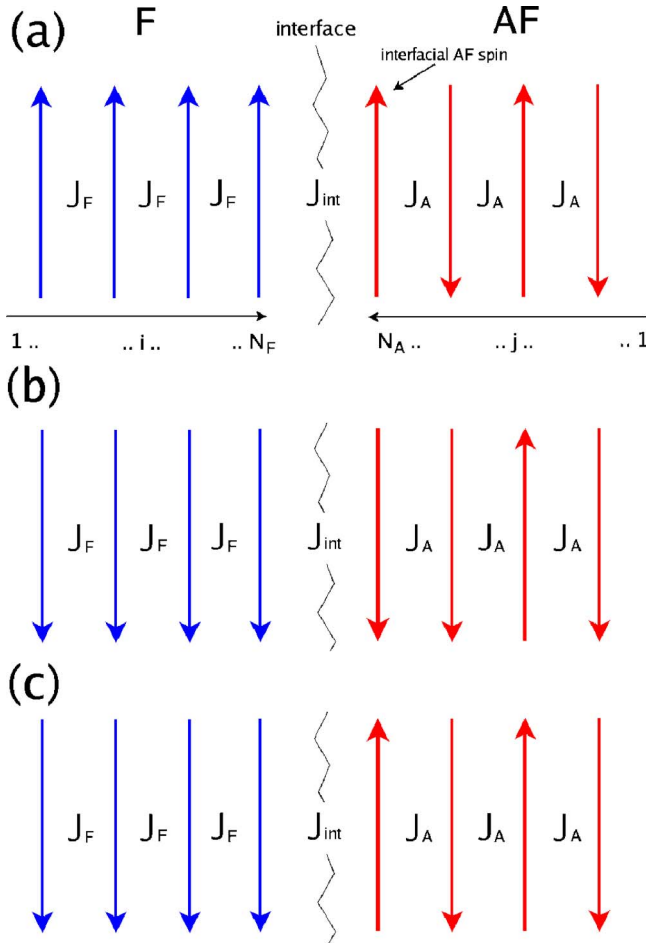 (a) F interface AF
interfacial AF spin
J_F J_F J_F J_int J_A J_A J_A
1 .. .. i .. .. N_F N_A .. .. j .. .. 1
(b)
J_F J_F J_F J_int J_A J_A J_A
(c)
J_F J_F J_F J_int J_A J_A J_A